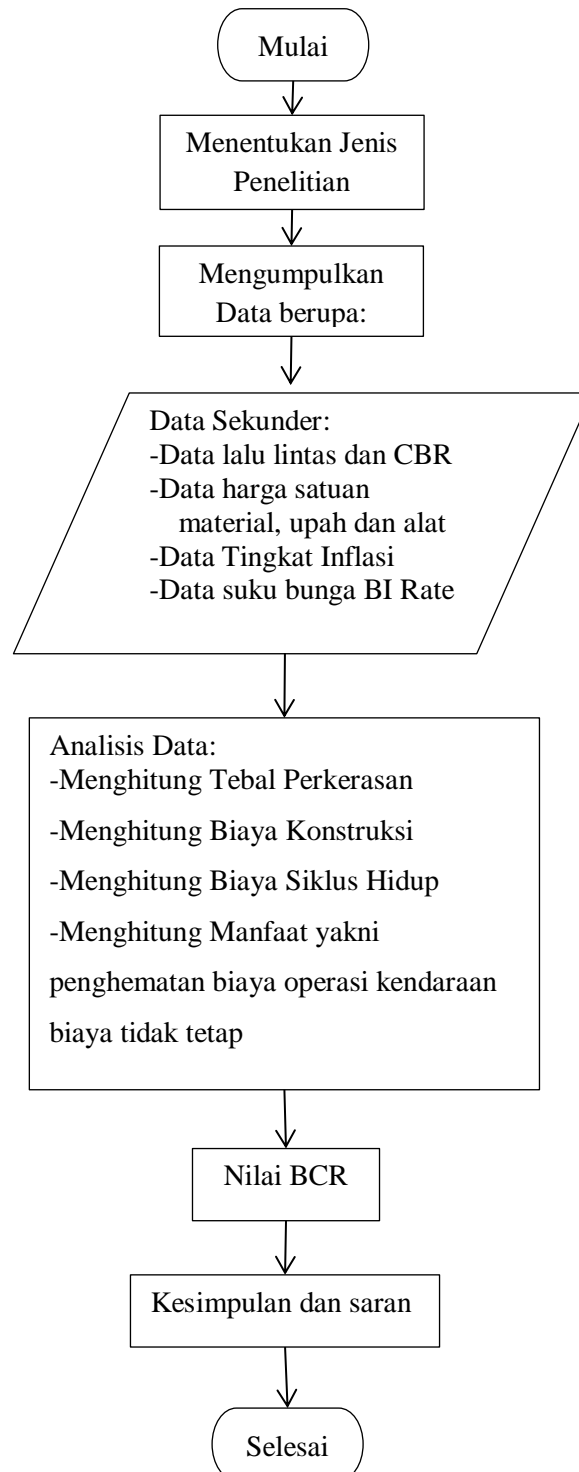 Mulai
Menentukan Jenis
Penelitian
Mengumpulkan
Data berupa:
Data Sekunder:
-Data lalu lintas dan CBR
-Data harga satuan
material, upah dan alat
-Data Tingkat Inflasi
-Data suku bunga BI Rate
Analisis Data:
-Menghitung Tebal Perkerasan
-Menghitung Biaya Konstruksi
-Menghitung Biaya Siklus Hidup
-Menghitung Manfaat yakni
penghematan biaya operasi kendaraan
biaya tidak tetap
Nilai BCR
Kesimpulan dan saran
Selesai